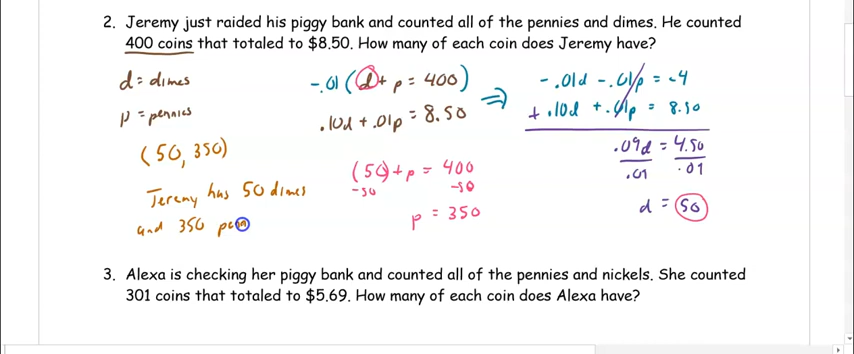 2. Jeremy just raided his piggy bank and counted all of the pennies and dimes. He counted
400 coins that totaled to $8.50. How many of each coin does Jeremy have?
d = dimes
p = pennies
(50, 350)
Jeremy has 50 dimes
and 350 pen
-.01 (d + p = 400)
.10d + .01p = 8.50
(50) + p = 400
-50 -50
p = 350
⇒
-.01d - .01p = -4
+ .10d + .01p = 8.50
.09d = 4.50
.09 .09
d = 50
3. Alexa is checking her piggy bank and counted all of the pennies and nickels. She counted
301 coins that totaled to $5.69. How many of each coin does Alexa have?